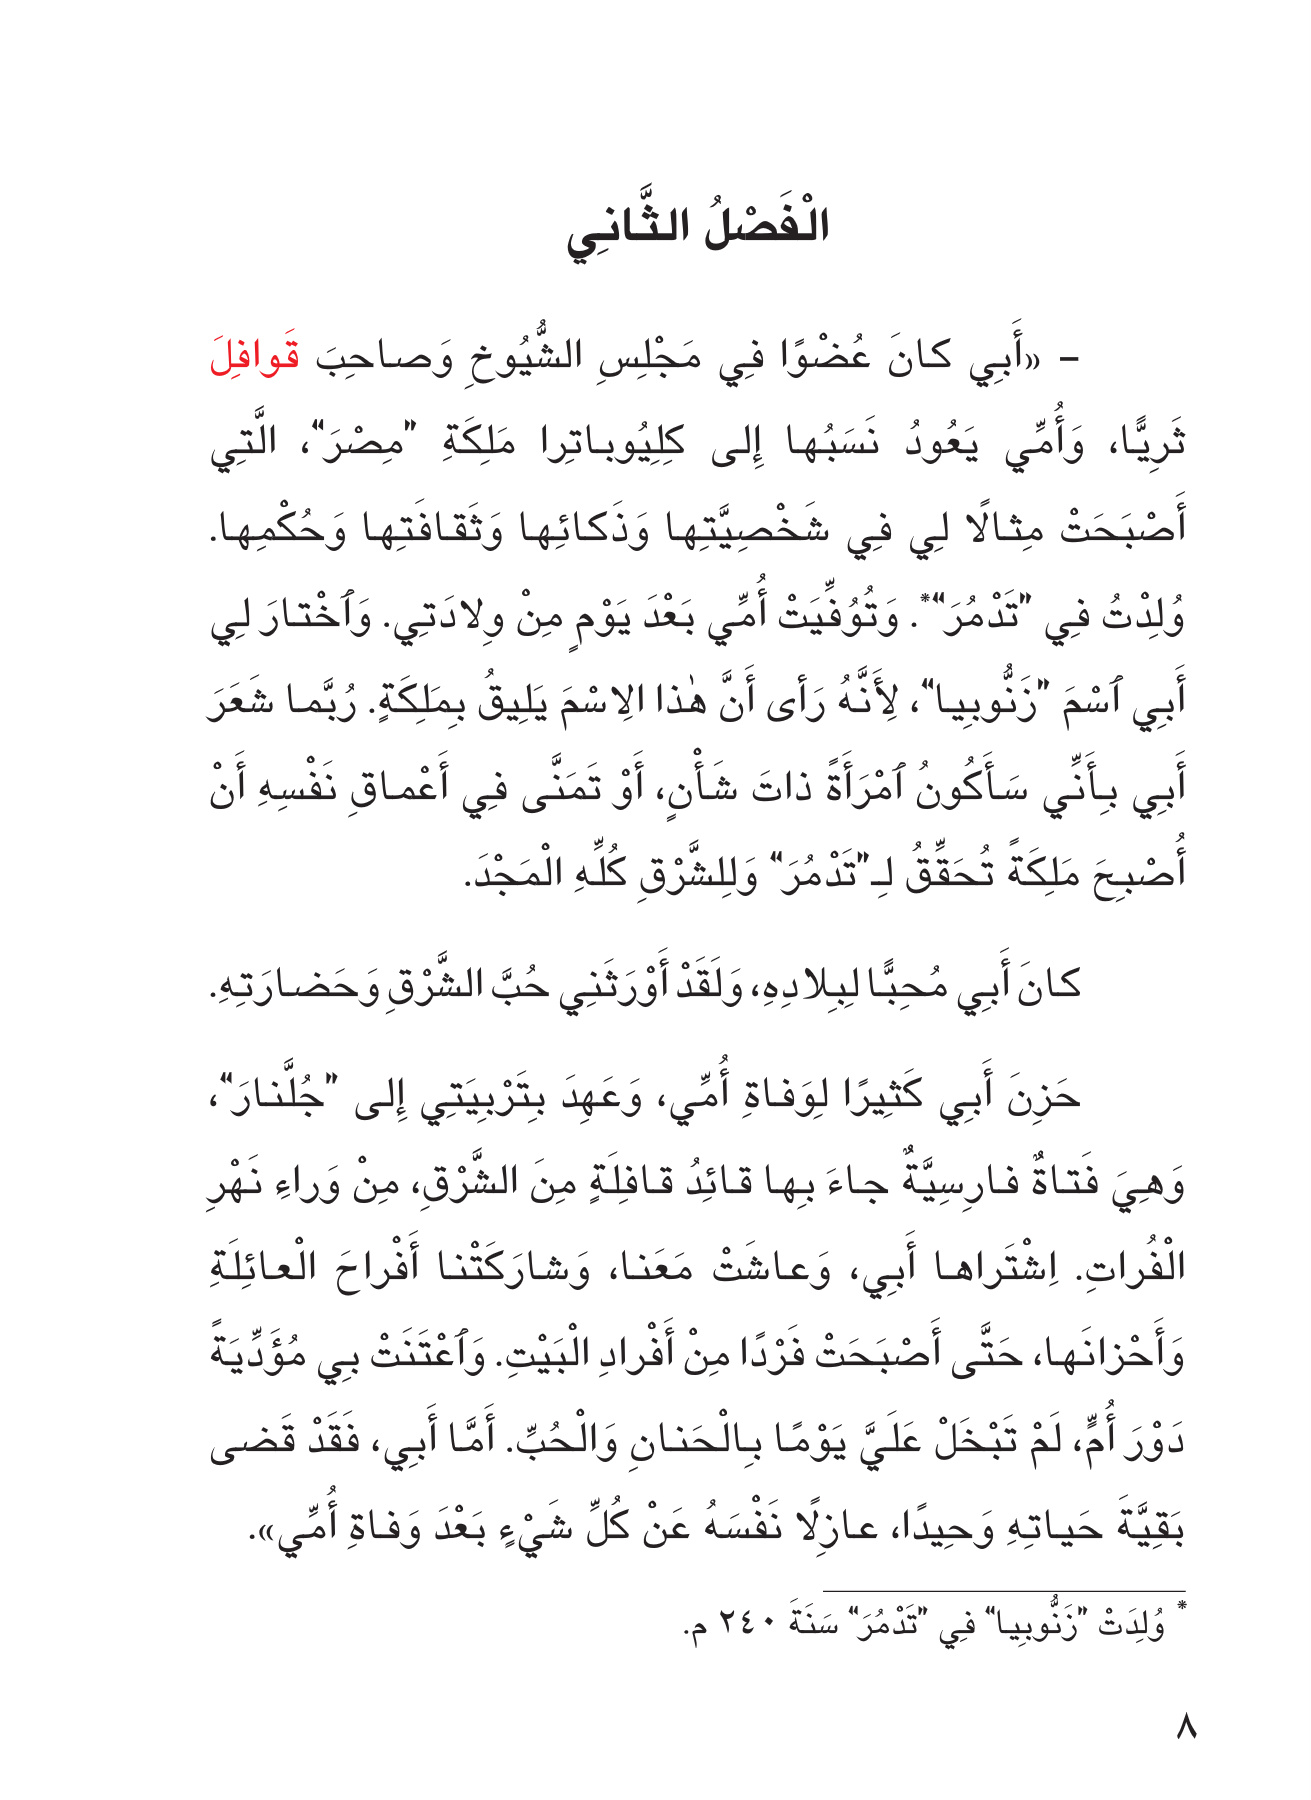 الْفَصْلُ الثَّانِي
– «أَبِي كانَ عُضْوًا فِي مَجْلِسِ الشُّيُوخِ وَصاحِبَ قَوافِلَ
ثَرِيًّا، وَأُمِّي يَعُودُ نَسَبُها إِلى كِلِيُوباتِرا مَلِكَةِ ”مِصْرَ“، الَّتِي
أَصْبَحَتْ مِثالًا لِي فِي شَخْصِيَّتِها وَذَكائِها وَثَقافَتِها وَحُكْمِها.
وُلِدْتُ فِي ”تَدْمُرَ“*. وَتُوُفِّيَتْ أُمِّي بَعْدَ يَوْمٍ مِنْ وِلادَتِي. وَٱخْتارَ لِي
أَبِي ٱسْمَ ”زَنُّوبِيا“، لِأَنَّهُ رَأى أَنَّ هٰذا الِاسْمَ يَلِيقُ بِمَلِكَةٍ. رُبَّما شَعَرَ
أَبِي بِأَنِّي سَأَكُونُ ٱمْرَأَةً ذاتَ شَأْنٍ، أَوْ تَمَنَّى فِي أَعْماقِ نَفْسِهِ أَنْ
أُصْبِحَ مَلِكَةً تُحَقِّقُ لِـ”تَدْمُرَ“ وَلِلشَّرْقِ كُلِّهِ الْمَجْدَ.
كانَ أَبِي مُحِبًّا لِبِلادِهِ، وَلَقَدْ أَوْرَثَنِي حُبَّ الشَّرْقِ وَحَضارَتِهِ.
حَزِنَ أَبِي كَثِيرًا لِوَفاةِ أُمِّي، وَعَهِدَ بِتَرْبِيَتِي إِلى ”جُلَّنارَ“،
وَهِيَ فَتاةٌ فارِسِيَّةٌ جاءَ بِها قائِدُ قافِلَةٍ مِنَ الشَّرْقِ، مِنْ وَراءِ نَهْرِ
الْفُراتِ. اِشْتَراها أَبِي، وَعاشَتْ مَعَنا، وَشارَكَتْنا أَفْراحَ الْعائِلَةِ
وَأَحْزانَها، حَتَّى أَصْبَحَتْ فَرْدًا مِنْ أَفْرادِ الْبَيْتِ. وَٱعْتَنَتْ بِي مُؤَدِّيَةً
دَوْرَ أُمٍّ، لَمْ تَبْخَلْ عَلَيَّ يَوْمًا بِالْحَنانِ وَالْحُبِّ. أَمَّا أَبِي، فَقَدْ قَضى
بَقِيَّةَ حَياتِهِ وَحِيدًا، عازِلًا نَفْسَهُ عَنْ كُلِّ شَيْءٍ بَعْدَ وَفاةِ أُمِّي».
* وُلِدَتْ ”زَنُّوبِيا“ فِي ”تَدْمُرَ“ سَنَةَ ٢٤٠ م.
٨